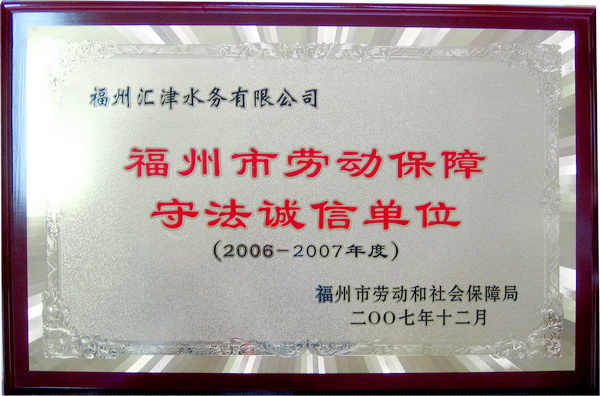 福州汇津水务有限公司
福州市劳动保障
守法诚信单位
(2006-2007年度)
福州市劳动和社会保障局
二〇〇七年十二月